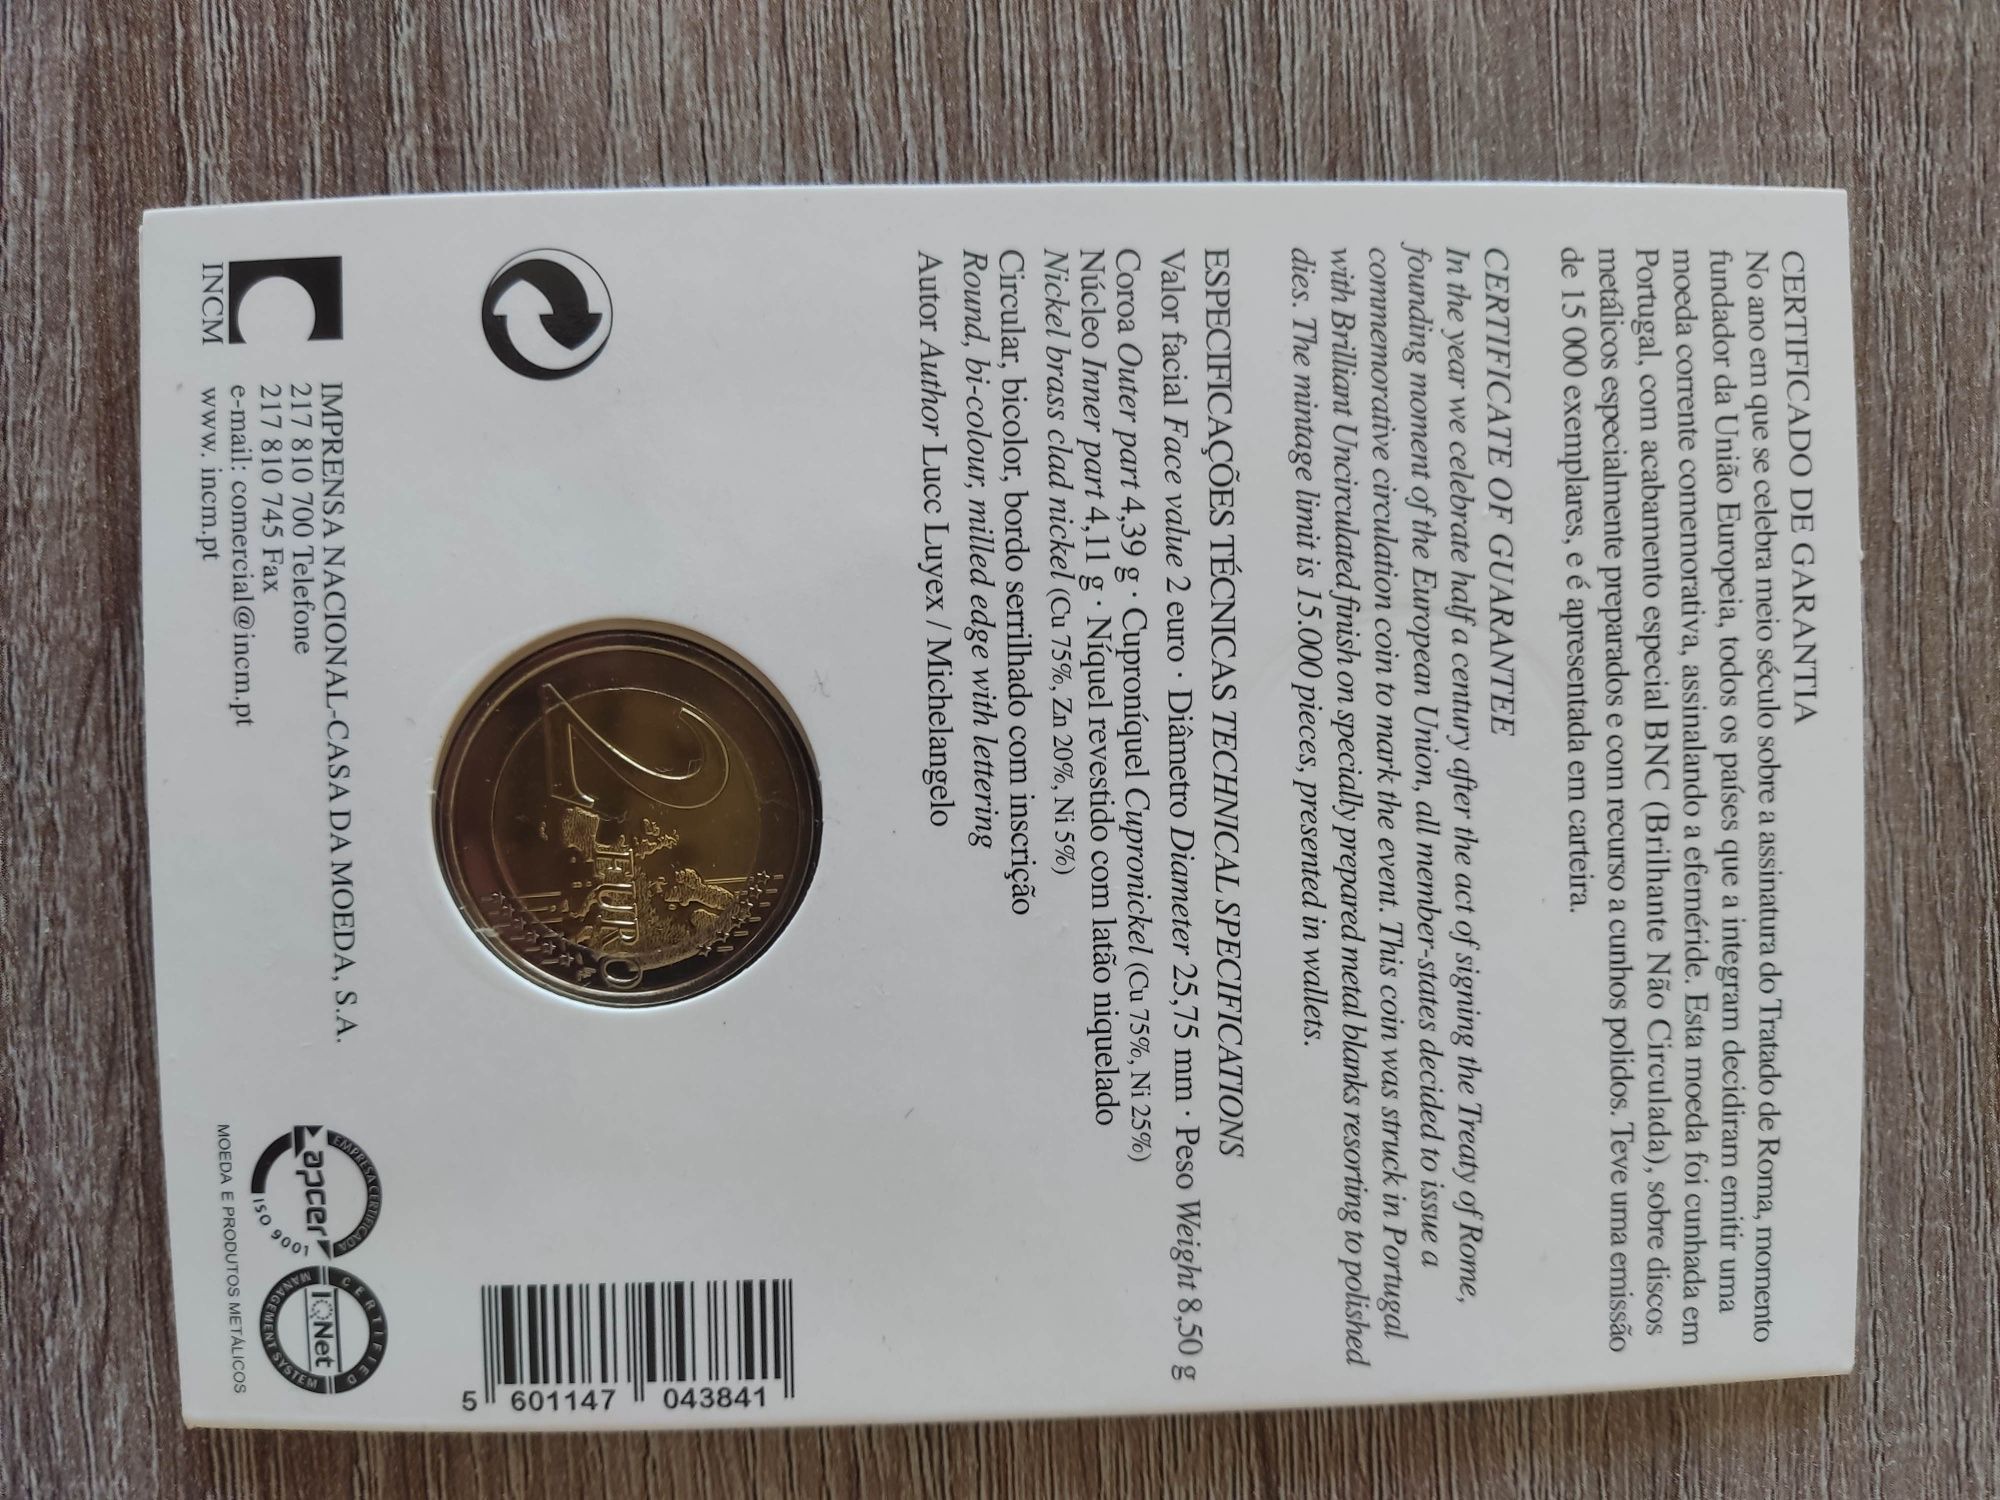 CERTIFICADO DE GARANTIA
No ano em que se celebra meio século sobre a assinatura do Tratado de Roma, momento
fundador da União Europeia, todos os países que a integram decidiram emitir uma
moeda corrente comemorativa, assinalando a efeméride. Esta moeda foi cunhada em
Portugal, com acabamento especial BNC (Brilhante Não Circulada), sobre discos
metálicos especialmente preparados e com recurso a cunhos polidos. Teve uma emissão
de 15 000 exemplares, e é apresentada em carteira.
CERTIFICATE OF GUARANTEE
In the year we celebrate half a century after the act of signing the Treaty of Rome,
founding moment of the European Union, all member-states decided to issue a
commemorative circulation coin to mark the event. This coin was struck in Portugal
with Brilliant Uncirculated finish on specially prepared metal blanks resorting to polished
dies. The mintage limit is 15.000 pieces, presented in wallets.
ESPECIFICAÇÕES TÉCNICAS TECHNICAL SPECIFICATIONS
Valor facial Face value 2 euro · Diâmetro Diameter 25,75 mm · Peso Weight 8,50 g
Coroa Outer part 4,39 g · Cuproníquel Cupronickel (Cu 75%, Ni 25%)
Núcleo Inner part 4,11 g · Níquel revestido com latão niquelado
Nickel brass clad nickel (Cu 75%, Zn 20%, Ni 5%)
Circular, bicolor, bordo serrilhado com inscrição
Round, bi-colour, milled edge with lettering
Autor Author Lucc Luyex / Michelangelo
2 EURO
LL
5 601147 043841
INCM
IMPRENSA NACIONAL-CASA DA MOEDA, S.A.
217 810 700 Telefone
217 810 745 Fax
e-mail: comercial@incm.pt
www. incm.pt
EMPRESA CERTIFICADA
apcer
ISO 9001
CERTIFIED
IQNet
MANAGEMENT SYSTEM
MOEDA E PRODUTOS METÁLICOS